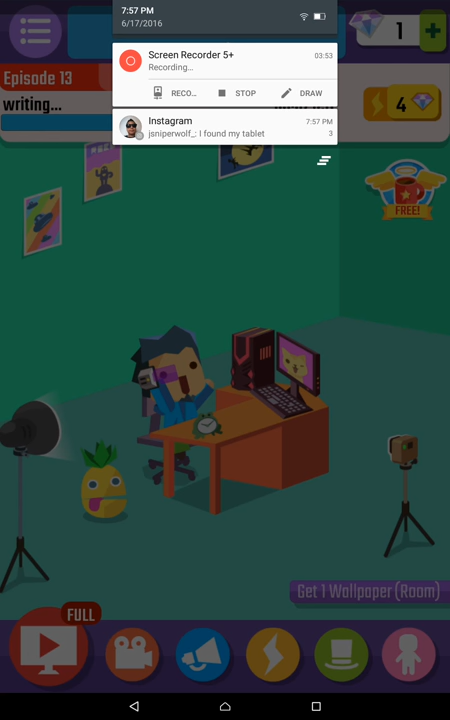 7:57 PM
6/17/2016
Screen Recorder 5+
03:53
Recording...
RECO...
STOP
DRAW
Instagram
7:57 PM
jsniperwolf_: I found my tablet
3
1
Episode 13
writing...
4
FREE!
Get 1 Wallpaper (Room)
FULL